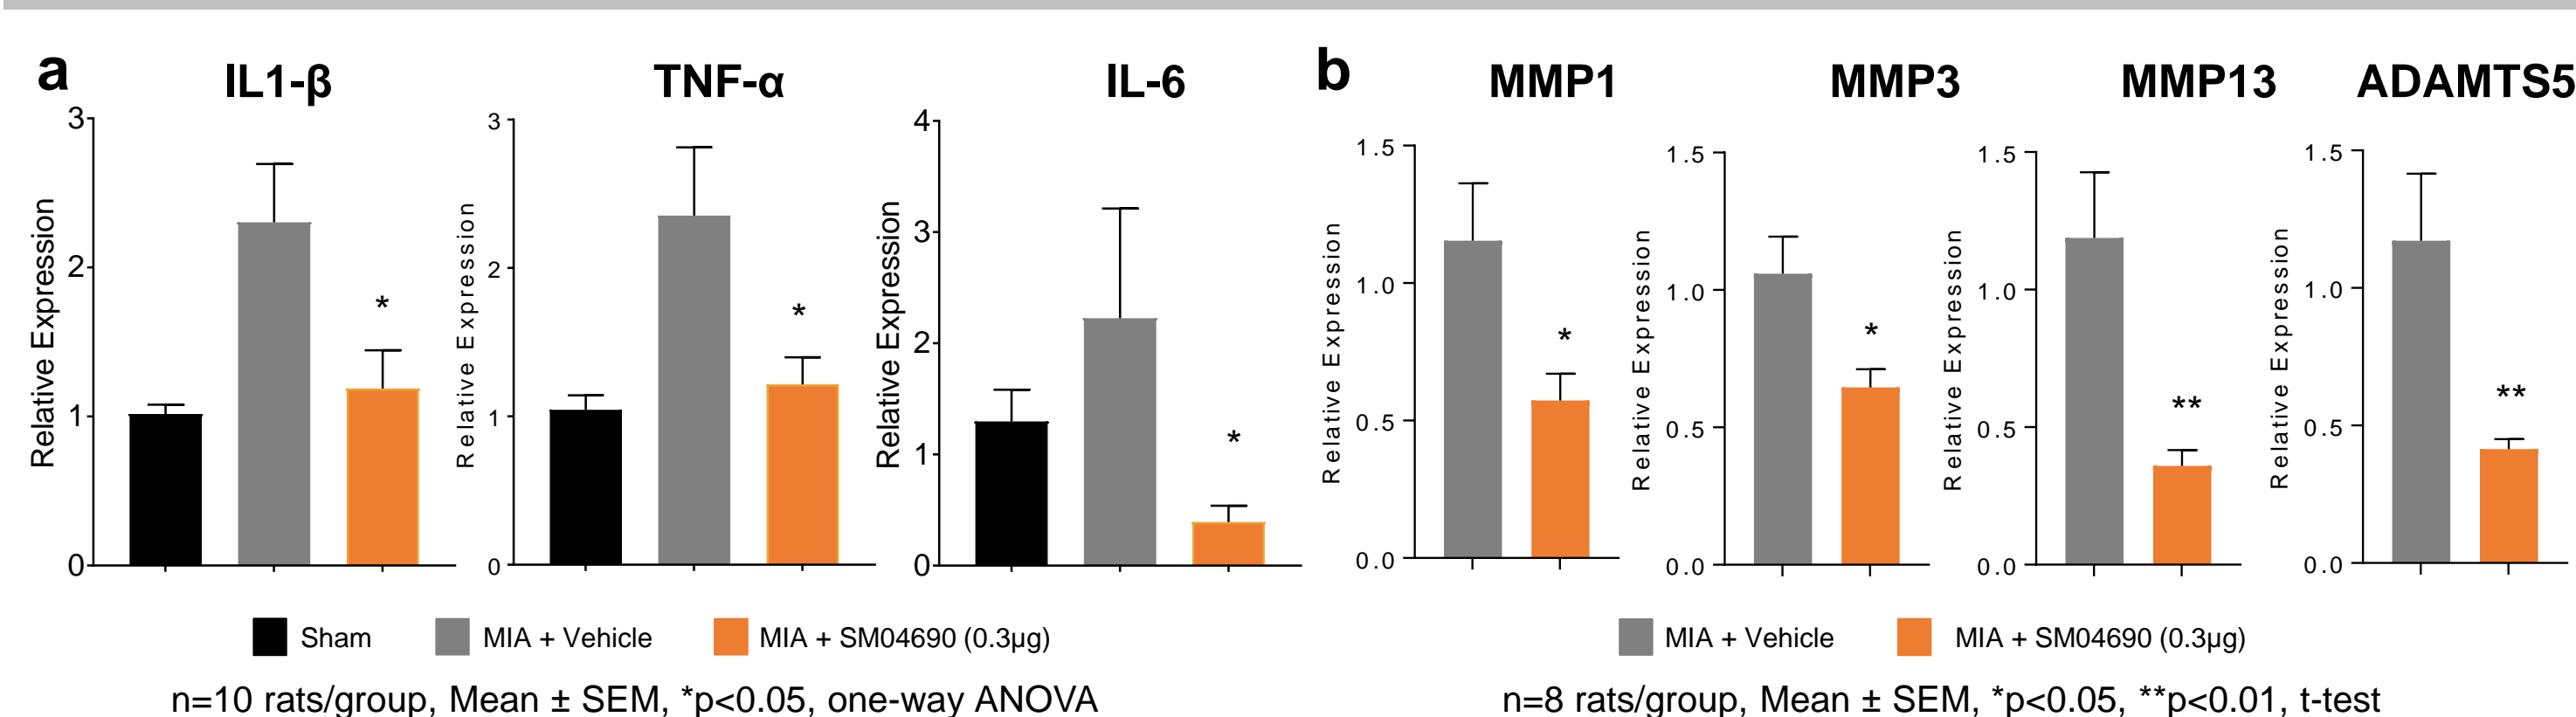 a
IL1-β
TNF-α
IL-6
b
MMP1
MMP3
MMP13
ADAMTS5
Relative Expression
3
2
1
0
*
Relative Expression
3
2
1
0
*
Relative Expression
4
3
2
1
0
*
Relative Expression
1.5
1.0
0.5
0.0
*
Relative Expression
1.5
1.0
0.5
0.0
*
Relative Expression
1.5
1.0
0.5
0.0
**
Relative Expression
1.5
1.0
0.5
0.0
**
Sham MIA + Vehicle MIA + SM04690 (0.3µg)
MIA + Vehicle MIA + SM04690 (0.3µg)
n=10 rats/group, Mean ± SEM, *p<0.05, one-way ANOVA
n=8 rats/group, Mean ± SEM, *p<0.05, **p<0.01, t-test